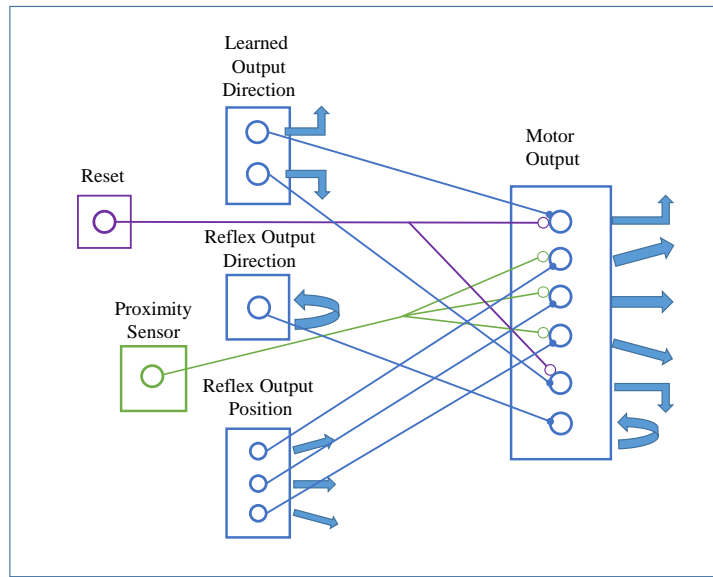 Learned
Output
Direction
Motor
Output
Reset
Reflex Output
Direction
Proximity
Sensor
Reflex Output
Position